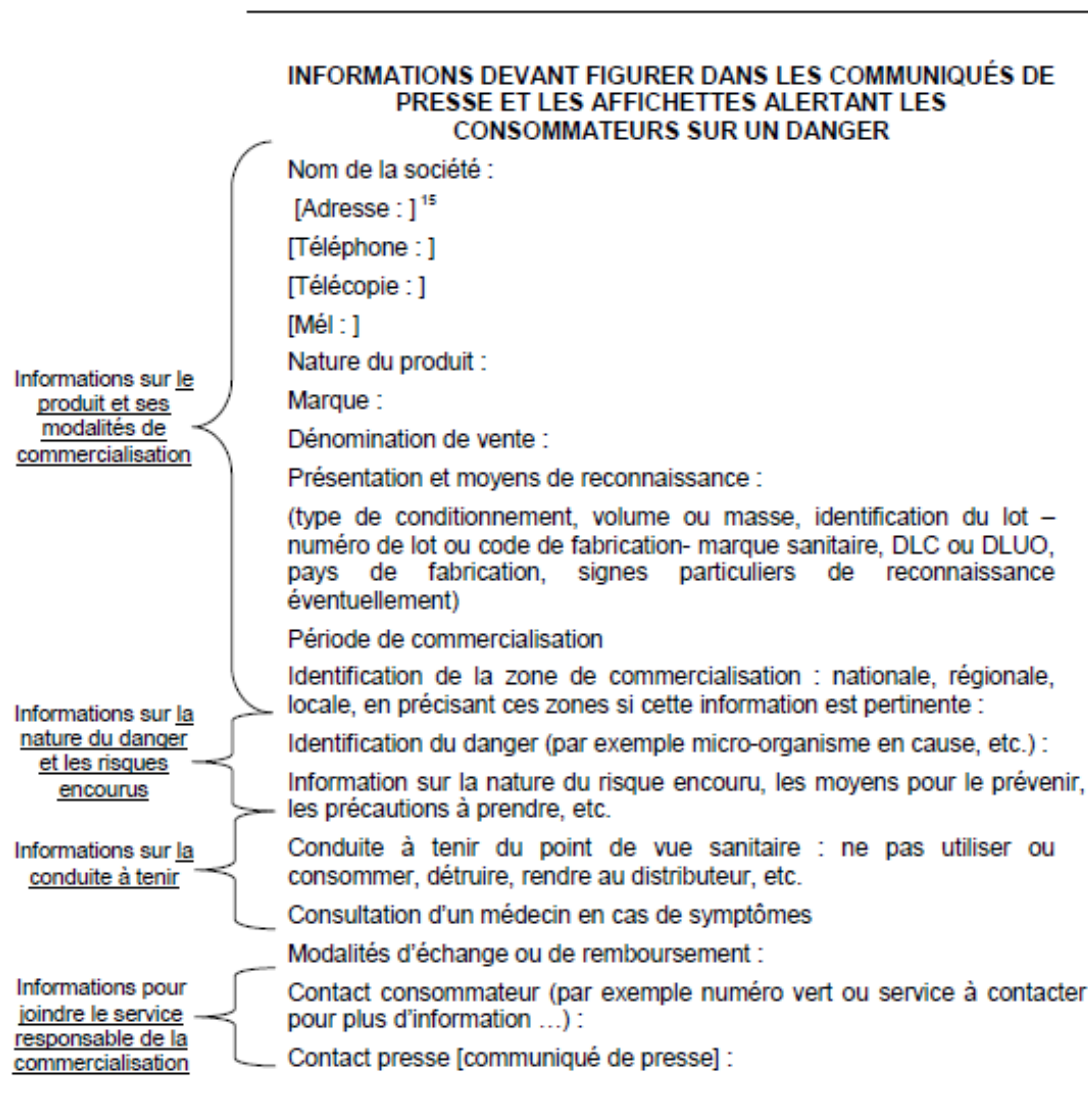 INFORMATIONS DEVANT FIGURER DANS LES COMMUNIQUÉS DE
PRESSE ET LES AFFICHETTES ALERTANT LES
CONSOMMATEURS SUR UN DANGER
Informations sur le
produit et ses
modalités de
commercialisation
Nom de la société :
[Adresse : ] 15
[Téléphone : ]
[Télécopie : ]
[Mél : ]
Nature du produit :
Marque :
Dénomination de vente :
Présentation et moyens de reconnaissance :
(type de conditionnement, volume ou masse, identification du lot –
numéro de lot ou code de fabrication- marque sanitaire, DLC ou DLUO,
pays de fabrication, signes particuliers de reconnaissance
éventuellement)
Période de commercialisation
Identification de la zone de commercialisation : nationale, régionale,
locale, en précisant ces zones si cette information est pertinente :
Informations sur la
nature du danger
et les risques
encourus
Identification du danger (par exemple micro-organisme en cause, etc.) :
Information sur la nature du risque encouru, les moyens pour le prévenir,
les précautions à prendre, etc.
Informations sur la
conduite à tenir
Conduite à tenir du point de vue sanitaire : ne pas utiliser ou
consommer, détruire, rendre au distributeur, etc.
Consultation d'un médecin en cas de symptômes
Informations pour
joindre le service
responsable de la
commercialisation
Modalités d'échange ou de remboursement :
Contact consommateur (par exemple numéro vert ou service à contacter
pour plus d'information …) :
Contact presse [communiqué de presse] :